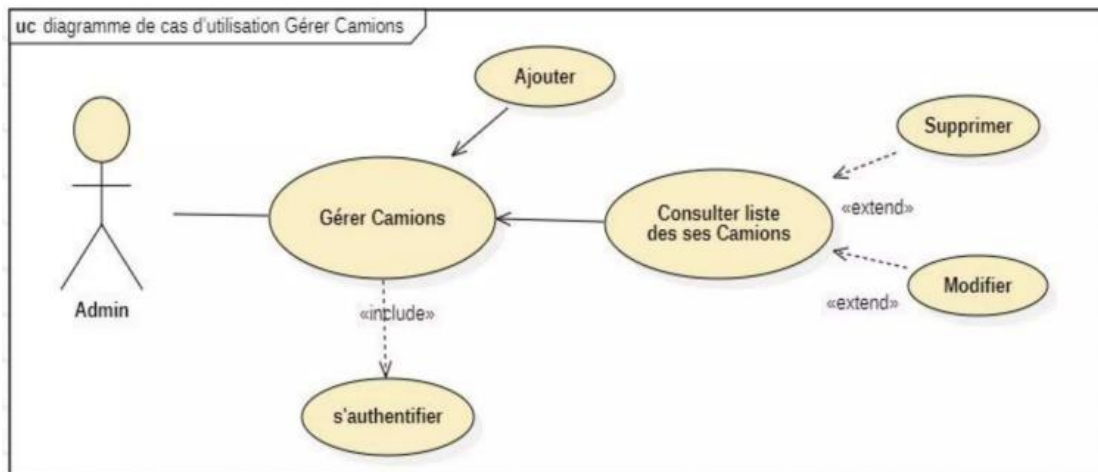 uc diagramme de cas d'utilisation Gérer Camions
Ajouter
Supprimer
Gérer Camions
Consulter liste
des ses Camions
«extend»
Modifier
«extend»
Admin
«include»
s'authentifier